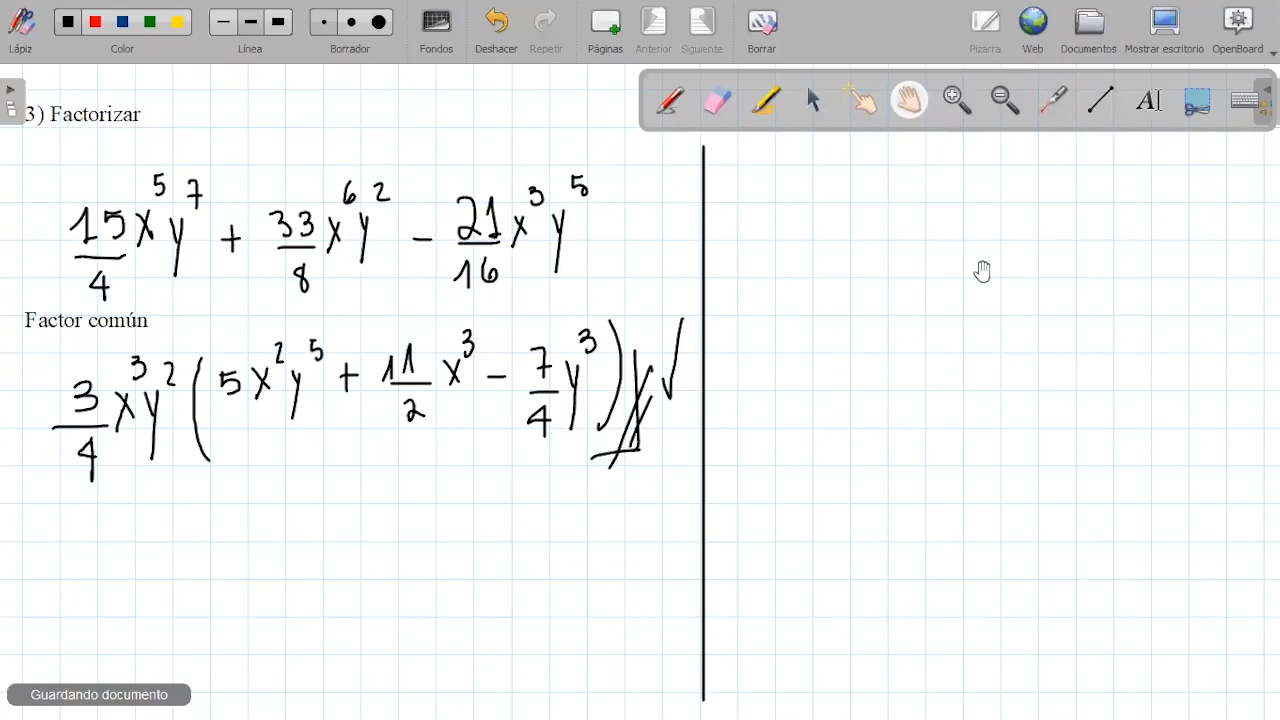 Lápiz Color Línea Borrador Fondos Deshacer Repetir Páginas Anterior Siguiente Borrar Pizarra Web Documentos Mostrar escritorio OpenBoard
3) Factorizar
15/4 x^5 y^7 + 33/8 x^6 y^2 - 21/16 x^3 y^5
Factor común
3/4 x^3 y^2 ( 5x^2 y^5 + 11/2 x^3 - 7/4 y^3 ) ✓
Guardando documento